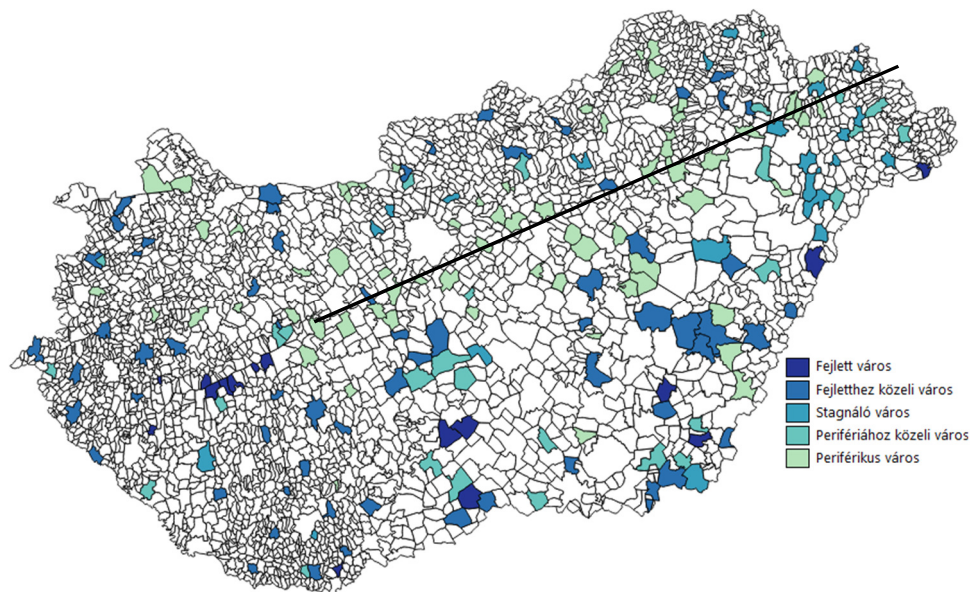 Fejlett város
Fejletthez közeli város
Stagnáló város
Perifériához közeli város
Periférikus város